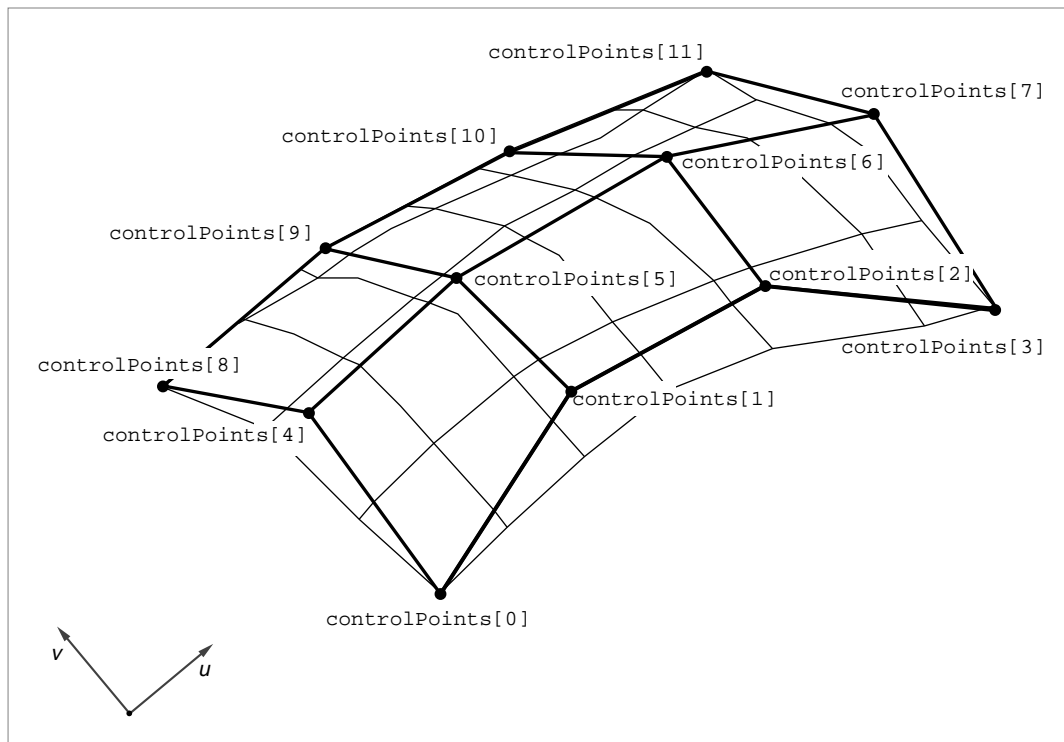 controlPoints[11]
controlPoints[7]
controlPoints[10]
controlPoints[6]
controlPoints[9]
controlPoints[5]
controlPoints[2]
controlPoints[8]
controlPoints[3]
controlPoints[1]
controlPoints[4]
controlPoints[0]
v
u